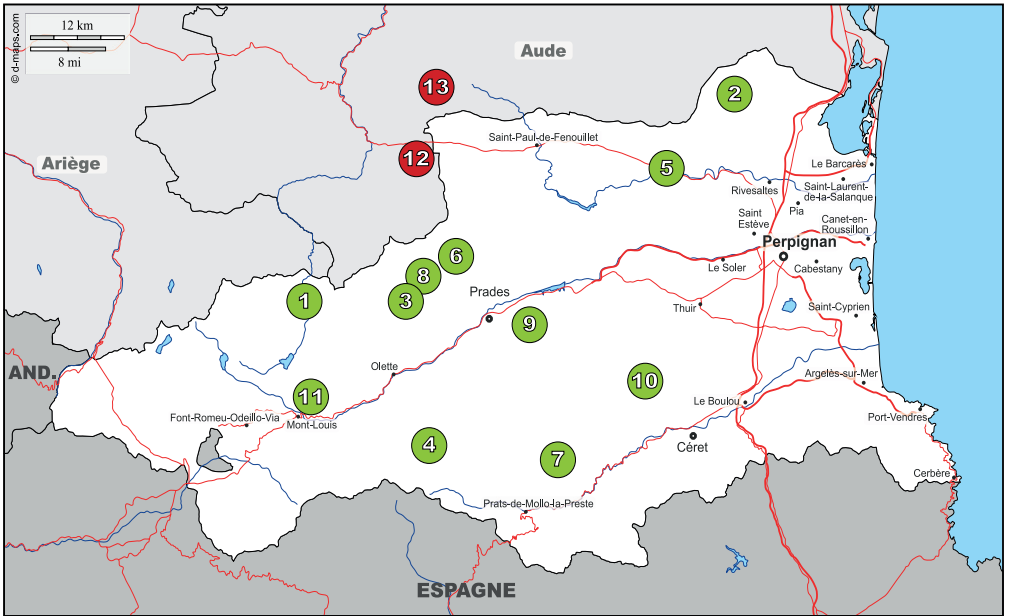 12 km
8 mi
© d-maps.com
Aude
13
2
Saint-Paul-de-Fenouillet
12
Ariège
5
Le Barcarès
Rivesaltes
Saint-Laurent-
de-la-Salanque
Pia
Saint
Estève
Canet-en-
Roussillon
Perpignan
6
Le Soler
Cabestany
8
1
3
Prades
Thuir
Saint-Cyprien
9
AND.
Olette
10
Argelès-sur-Mer
11
Le Boulou
Font-Romeu-Odeillo-Via
Mont-Louis
Port-Vendres
4
Céret
7
Cerbère
Prats-de-Mollo-la-Preste
ESPAGNE